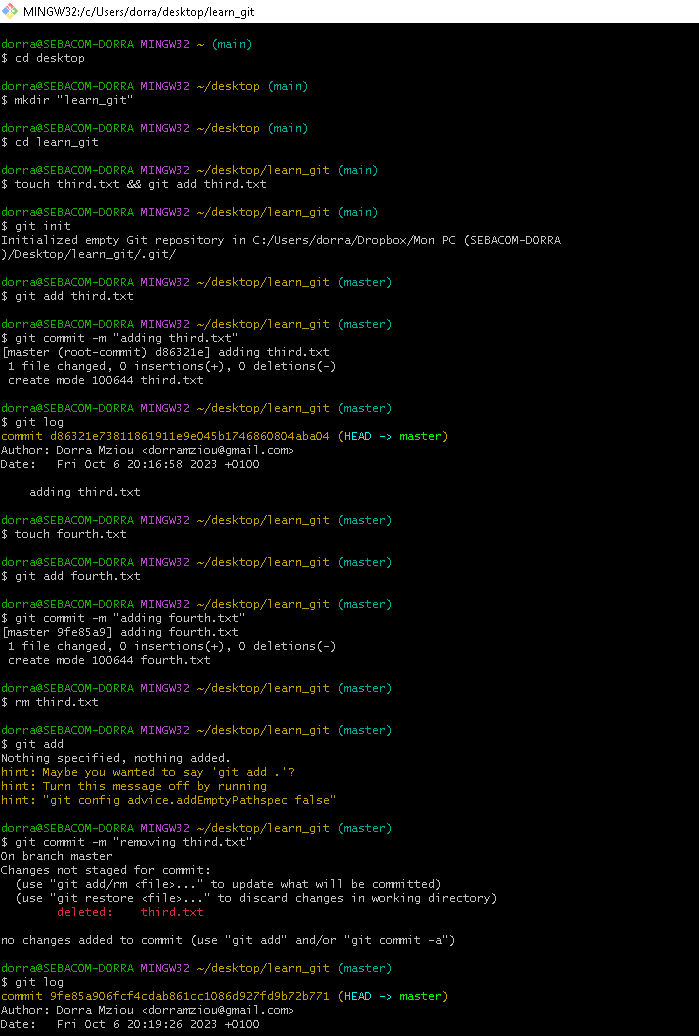 MINGW32:/c/Users/dorra/desktop/learn_git
dorra@SEBACOM-DORRA MINGW32 ~ (main)
$ cd desktop
dorra@SEBACOM-DORRA MINGW32 ~/desktop (main)
$ mkdir "learn_git"
dorra@SEBACOM-DORRA MINGW32 ~/desktop (main)
$ cd learn_git
dorra@SEBACOM-DORRA MINGW32 ~/desktop/learn_git (main)
$ touch third.txt && git add third.txt
dorra@SEBACOM-DORRA MINGW32 ~/desktop/learn_git (main)
$ git init
Initialized empty Git repository in C:/Users/dorra/Dropbox/Mon PC (SEBACOM-DORRA
)/Desktop/learn_git/.git/
dorra@SEBACOM-DORRA MINGW32 ~/desktop/learn_git (master)
$ git add third.txt
dorra@SEBACOM-DORRA MINGW32 ~/desktop/learn_git (master)
$ git commit -m "adding third.txt"
[master (root-commit) d86321e] adding third.txt
 1 file changed, 0 insertions(+), 0 deletions(-)
 create mode 100644 third.txt
dorra@SEBACOM-DORRA MINGW32 ~/desktop/learn_git (master)
$ git log
commit d86321e73811861911e9e045b1746860804aba04 (HEAD -> master)
Author: Dorra Mziou <dorramziou@gmail.com>
Date:   Fri Oct 6 20:16:58 2023 +0100
    adding third.txt
dorra@SEBACOM-DORRA MINGW32 ~/desktop/learn_git (master)
$ touch fourth.txt
dorra@SEBACOM-DORRA MINGW32 ~/desktop/learn_git (master)
$ git add fourth.txt
dorra@SEBACOM-DORRA MINGW32 ~/desktop/learn_git (master)
$ git commit -m "adding fourth.txt"
[master 9fe85a9] adding fourth.txt
 1 file changed, 0 insertions(+), 0 deletions(-)
 create mode 100644 fourth.txt
dorra@SEBACOM-DORRA MINGW32 ~/desktop/learn_git (master)
$ rm third.txt
dorra@SEBACOM-DORRA MINGW32 ~/desktop/learn_git (master)
$ git add
Nothing specified, nothing added.
hint: Maybe you wanted to say 'git add .'?
hint: Turn this message off by running
hint: "git config advice.addEmptyPathspec false"
dorra@SEBACOM-DORRA MINGW32 ~/desktop/learn_git (master)
$ git commit -m "removing third.txt"
On branch master
Changes not staged for commit:
  (use "git add/rm <file>..." to update what will be committed)
  (use "git restore <file>..." to discard changes in working directory)
        deleted:    third.txt
no changes added to commit (use "git add" and/or "git commit -a")
dorra@SEBACOM-DORRA MINGW32 ~/desktop/learn_git (master)
$ git log
commit 9fe85a906fcf4cdab861cc1086d927fd9b72b771 (HEAD -> master)
Author: Dorra Mziou <dorramziou@gmail.com>
Date:   Fri Oct 6 20:19:26 2023 +0100